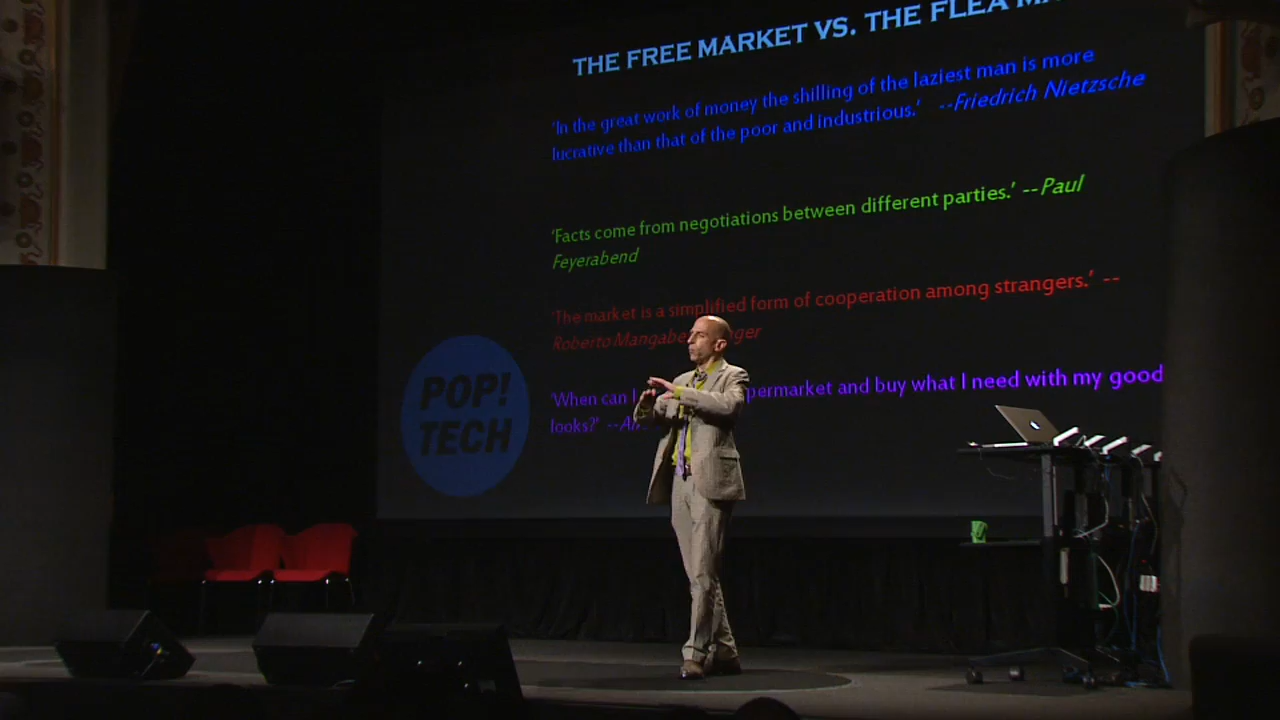 THE FREE MARKET VS. THE FLEA
'In the great work of money the shilling of the laziest man is more
lucrative than that of the poor and industrious.' --Friedrich Nietzsche
'Facts come from negotiations between different parties.' --Paul
Feyerabend
'The market is a simplified form of cooperation among strangers.' --
Roberto
'When can I and buy what I need with my good
looks?' --
POP!
TECH